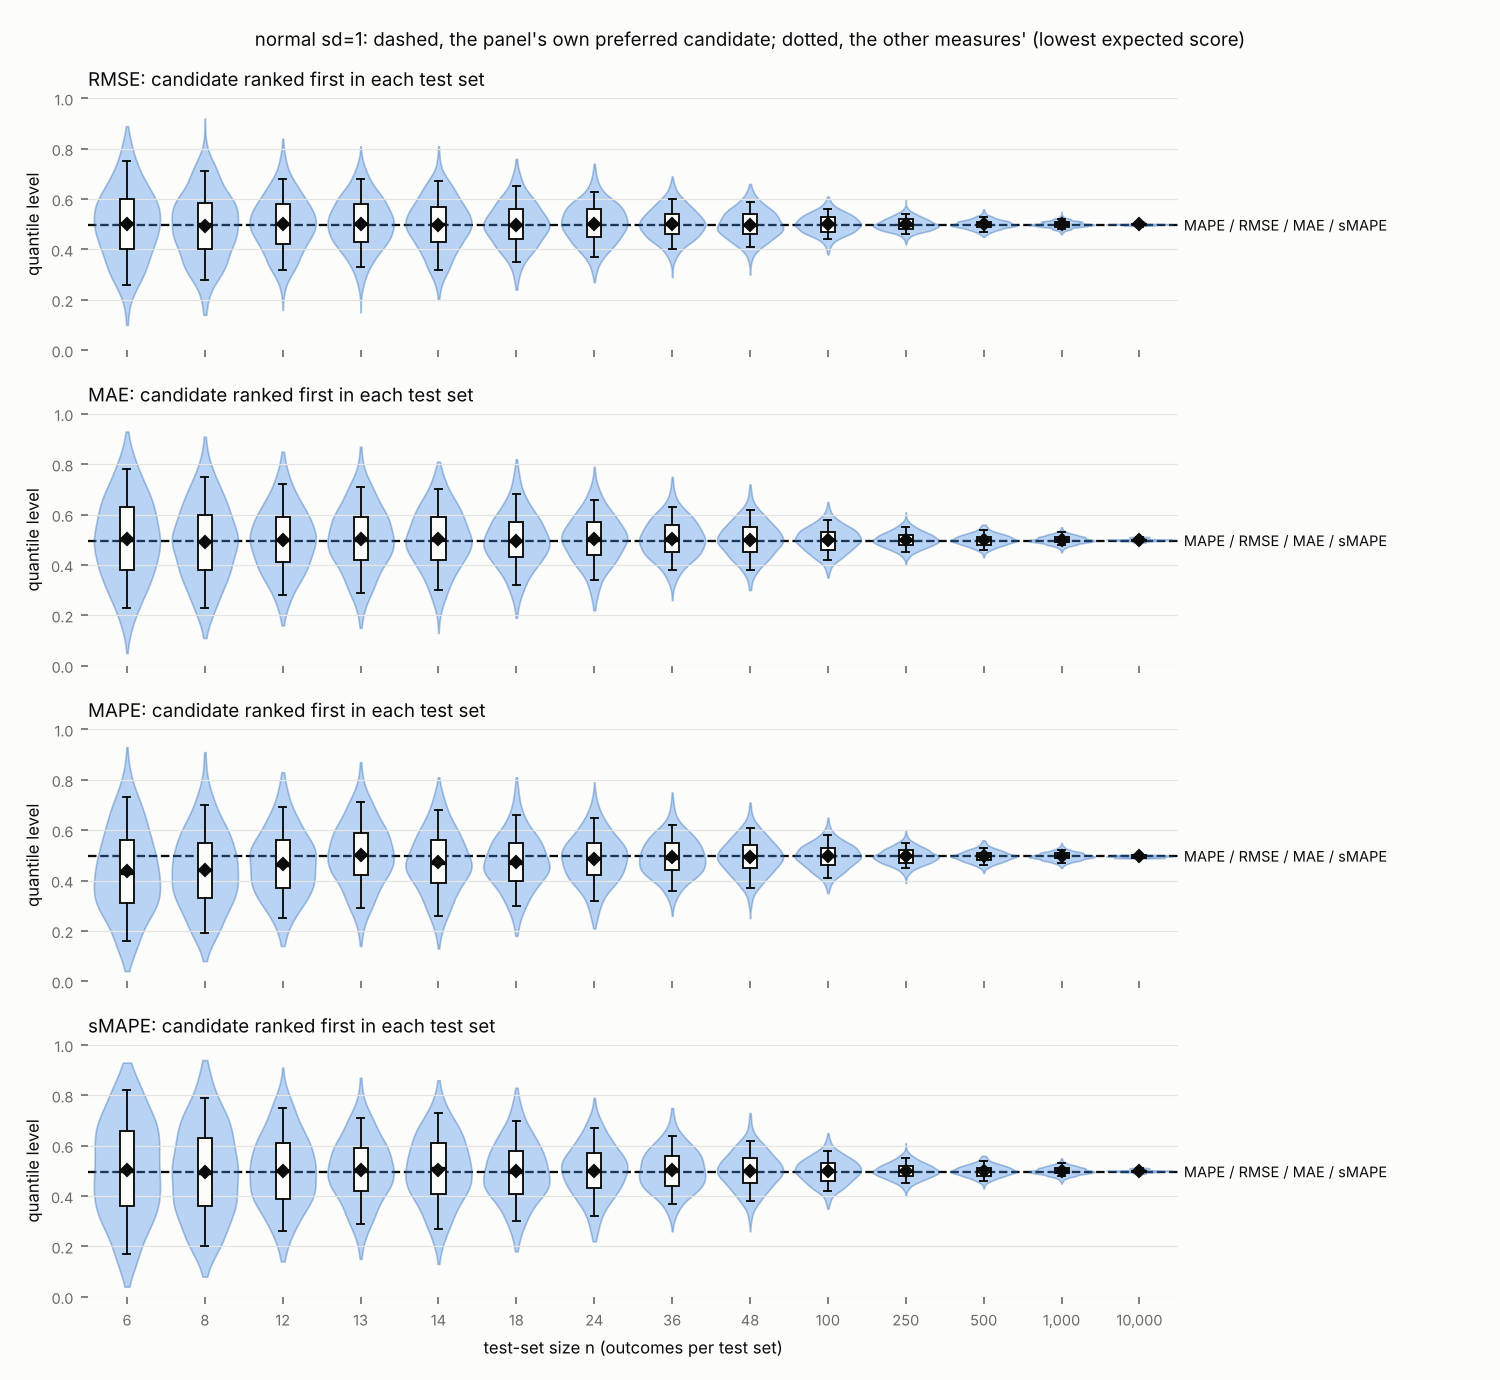 normal sd=1: dashed, the panel's own preferred candidate; dotted, the other measures' (lowest expected score)
RMSE: candidate ranked first in each test set
1.0
0.8
0.6
0.4
0.2
0.0
quantile level
MAPE / RMSE / MAE / sMAPE
MAE: candidate ranked first in each test set
1.0
0.8
0.6
0.4
0.2
0.0
quantile level
MAPE / RMSE / MAE / sMAPE
MAPE: candidate ranked first in each test set
1.0
0.8
0.6
0.4
0.2
0.0
quantile level
MAPE / RMSE / MAE / sMAPE
sMAPE: candidate ranked first in each test set
1.0
0.8
0.6
0.4
0.2
0.0
quantile level
MAPE / RMSE / MAE / sMAPE
6 8 12 13 14 18 24 36 48 100 250 500 1,000 10,000
test-set size n (outcomes per test set)